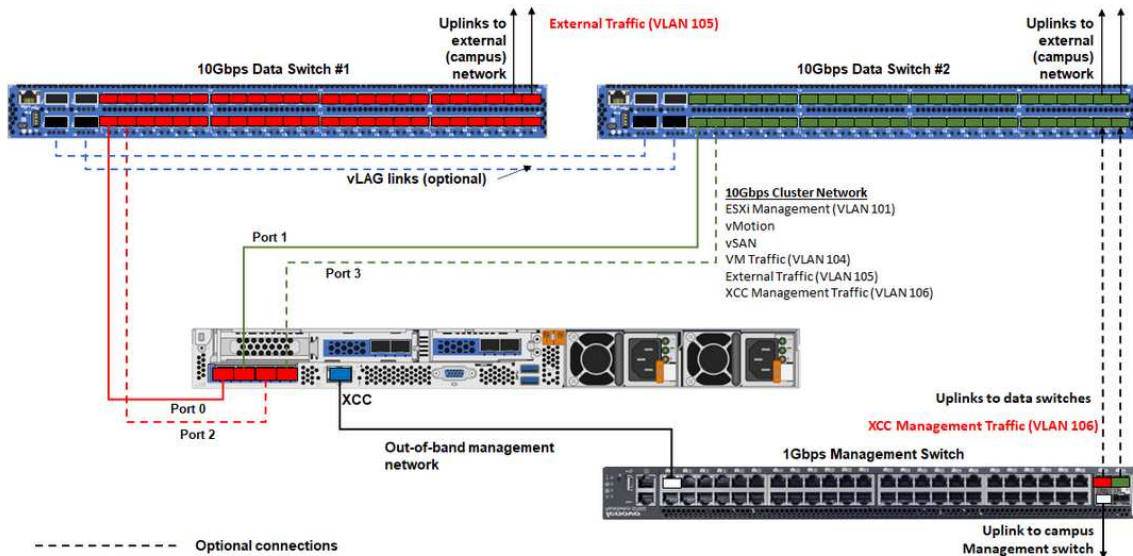 Uplinks to
external
(campus)
network
External Traffic (VLAN 105)
Uplinks to
external
(campus)
network
10Gbps Data Switch #1
10Gbps Data Switch #2
vLAG links (optional)
10Gbps Cluster Network
ESXi Management (VLAN 101)
vMotion
vSAN
VM Traffic (VLAN 104)
External Traffic (VLAN 105)
XCC Management Traffic (VLAN 106)
Port 1
Port 3
XCC
Port 0
Port 2
Uplinks to data switches
XCC Management Traffic (VLAN 106)
Out-of-band management
network
1Gbps Management Switch
Uplink to campus
Management switch
Optional connections